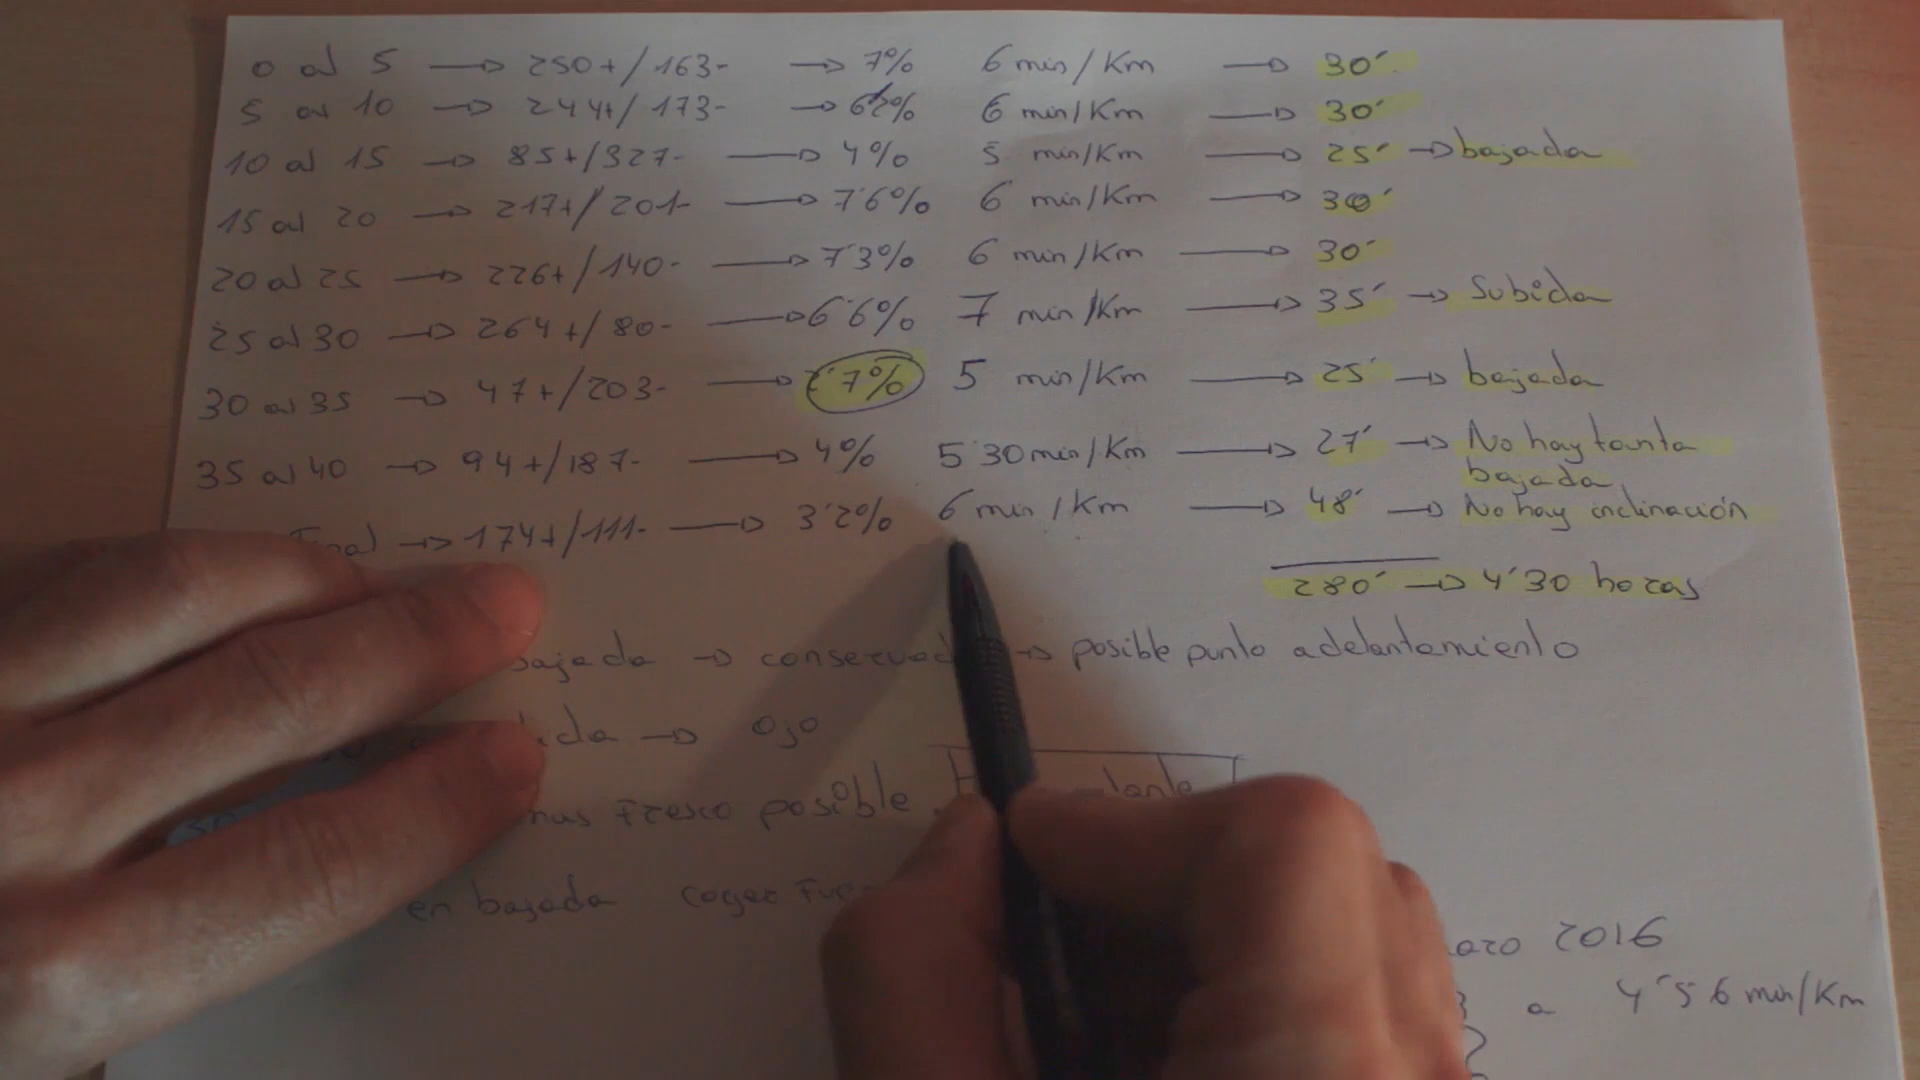 0 al 5 → 250+/163- → 7% 6 min/Km → 30´
5 al 10 → 244+/173- → 6'2% 6 min/Km → 30´
10 al 15 → 85+/327- → 4% 5 min/Km → 25´ → bajada
15 al 20 → 217+/201- → 7'6% 6 min/Km → 30´
20 al 25 → 226+/140- → 7'3% 6 min/Km → 30´
25 al 30 → 264+/80- → 6'6% 7 min/Km → 35´ → Subida
30 al 35 → 47+/203- → 2'7% 5 min/Km → 25´ → bajada
35 al 40 → 94+/187- → 4% 5'30 min/Km → 27´ → No hay tanta bajada
Final → 174+/111- → 3'2% 6 min/Km → 48´ → No hay inclinación
280´ → 4'30 horas
bajada → → posible punto adelantamiento
→ Ojo
Fresco posible
en bajada coger
2016
a 4´56 min/Km